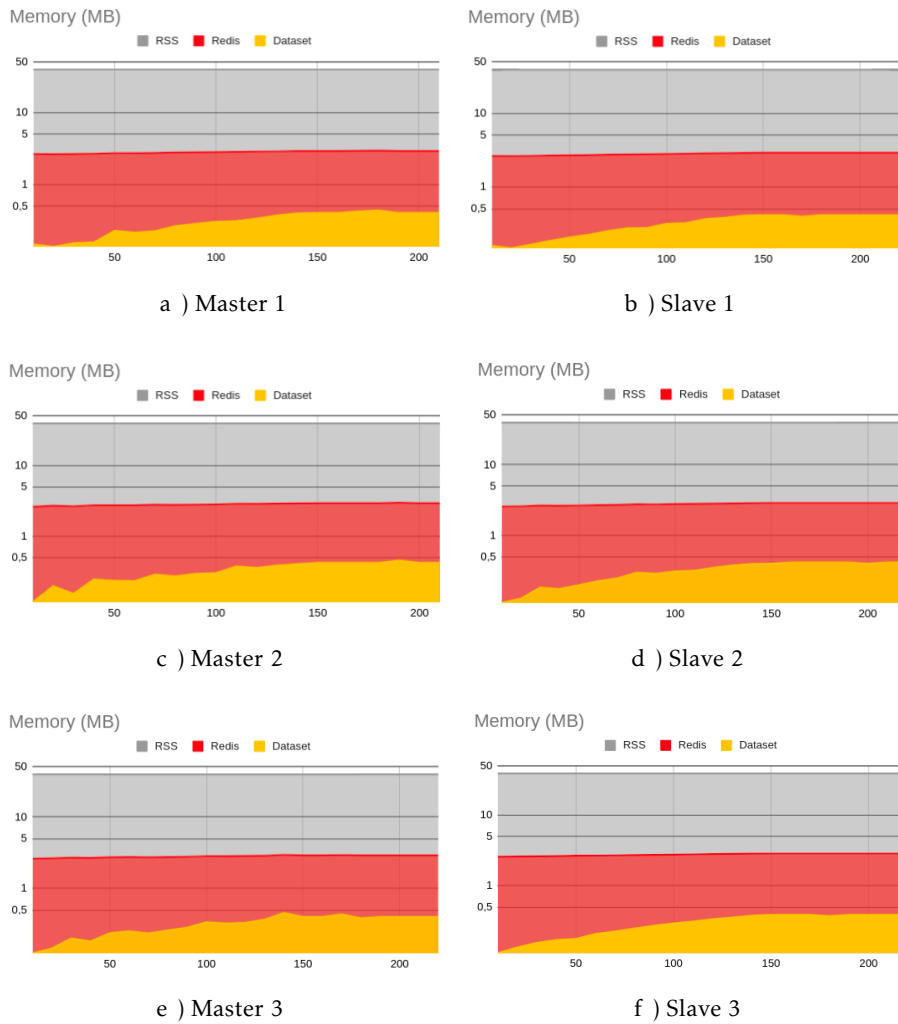 Memory (MB)
RSS Redis Dataset
50
10
5
1
0,5
50 100 150 200
a ) Master 1
Memory (MB)
RSS Redis Dataset
50
10
5
1
0,5
50 100 150 200
b ) Slave 1
Memory (MB)
RSS Redis Dataset
50
10
5
1
0,5
50 100 150 200
c ) Master 2
Memory (MB)
RSS Redis Dataset
50
10
5
1
0,5
50 100 150 200
d ) Slave 2
Memory (MB)
RSS Redis Dataset
50
10
5
1
0,5
50 100 150 200
e ) Master 3
Memory (MB)
RSS Redis Dataset
50
10
5
1
0,5
50 100 150 200
f ) Slave 3